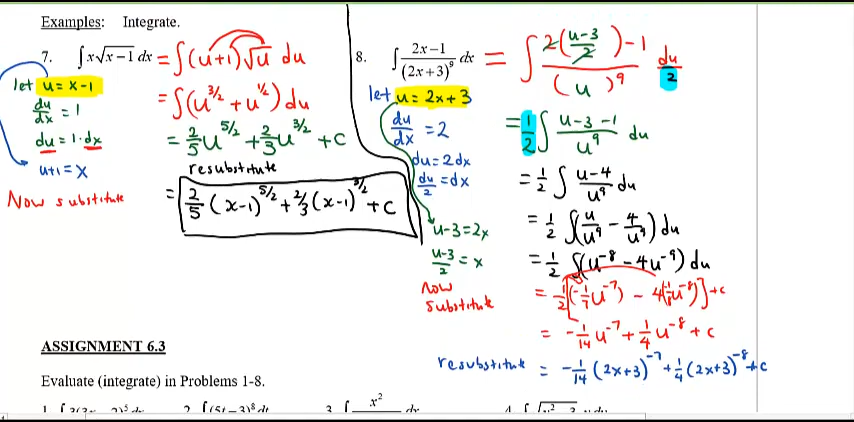 Examples: Integrate.
7. ∫x√(x−1) dx = ∫(u+1)√u du
let u = x-1
du/dx = 1
du = 1·dx
u+1 = x
Now substitute
= ∫(u^(3/2) + u^(1/2)) du
= 2/5 u^(5/2) + 2/3 u^(3/2) + c
resubstitute
= 2/5 (x-1)^(5/2) + 2/3 (x-1)^(3/2) + c
8. ∫ (2x−1)/(2x+3)^9 dx = ∫ (2((u-3)/2) - 1)/(u)^9 du/2
let u = 2x+3
du/dx = 2
du = 2dx
du/2 = dx
u-3 = 2x
(u-3)/2 = x
Now
substitute
= 1/2 ∫ (u-3-1)/u^9 du
= 1/2 ∫ (u-4)/u^9 du
= 1/2 ∫(u/u^9 - 4/u^9) du
= 1/2 ∫(u^-8 - 4u^-9) du
= 1/2[(-1/7 u^-7) - 4(-1/8 u^-8)] + c
= -1/14 u^-7 + 1/4 u^-8 + c
resubstitute = -1/14 (2x+3)^-7 + 1/4 (2x+3)^-8 + c
ASSIGNMENT 6.3
Evaluate (integrate) in Problems 1-8.